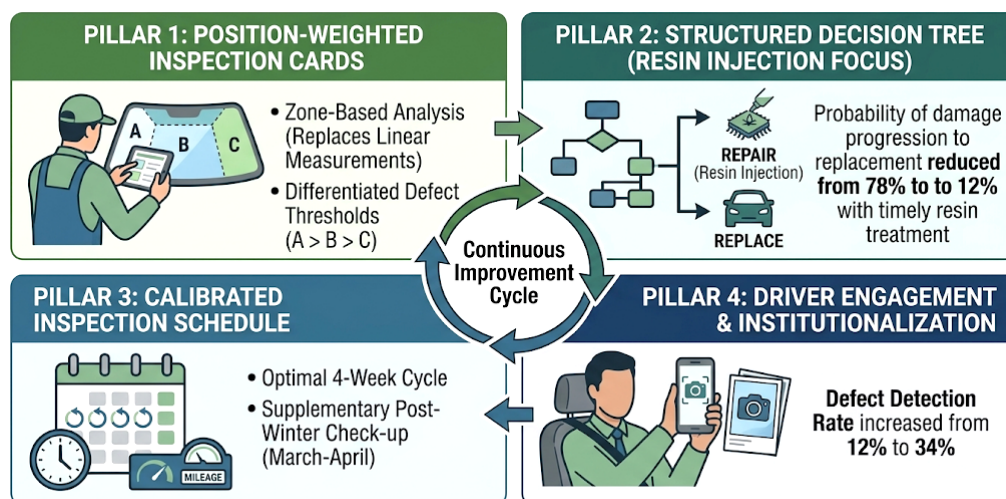 PILLAR 1: POSITION-WEIGHTED
INSPECTION CARDS
A
B
C
• Zone-Based Analysis
(Replaces Linear
Measurements)
• Differentiated Defect
Thresholds
(A > B > C)
PILLAR 2: STRUCTURED DECISION TREE
(RESIN INJECTION FOCUS)
REPAIR
(Resin Injection)
REPLACE
Probability of damage
progression to
replacement reduced
from 78% to to 12%
with timely resin
treatment
Continuous
Improvement
Cycle
PILLAR 3: CALIBRATED
INSPECTION SCHEDULE
MILEAGE
• Optimal 4-Week Cycle
• Supplementary Post-
Winter Check-up
(March-April)
PILLAR 4: DRIVER ENGAGEMENT
& INSTITUTIONALIZATION
Defect Detection
Rate increased from
12% to 34%